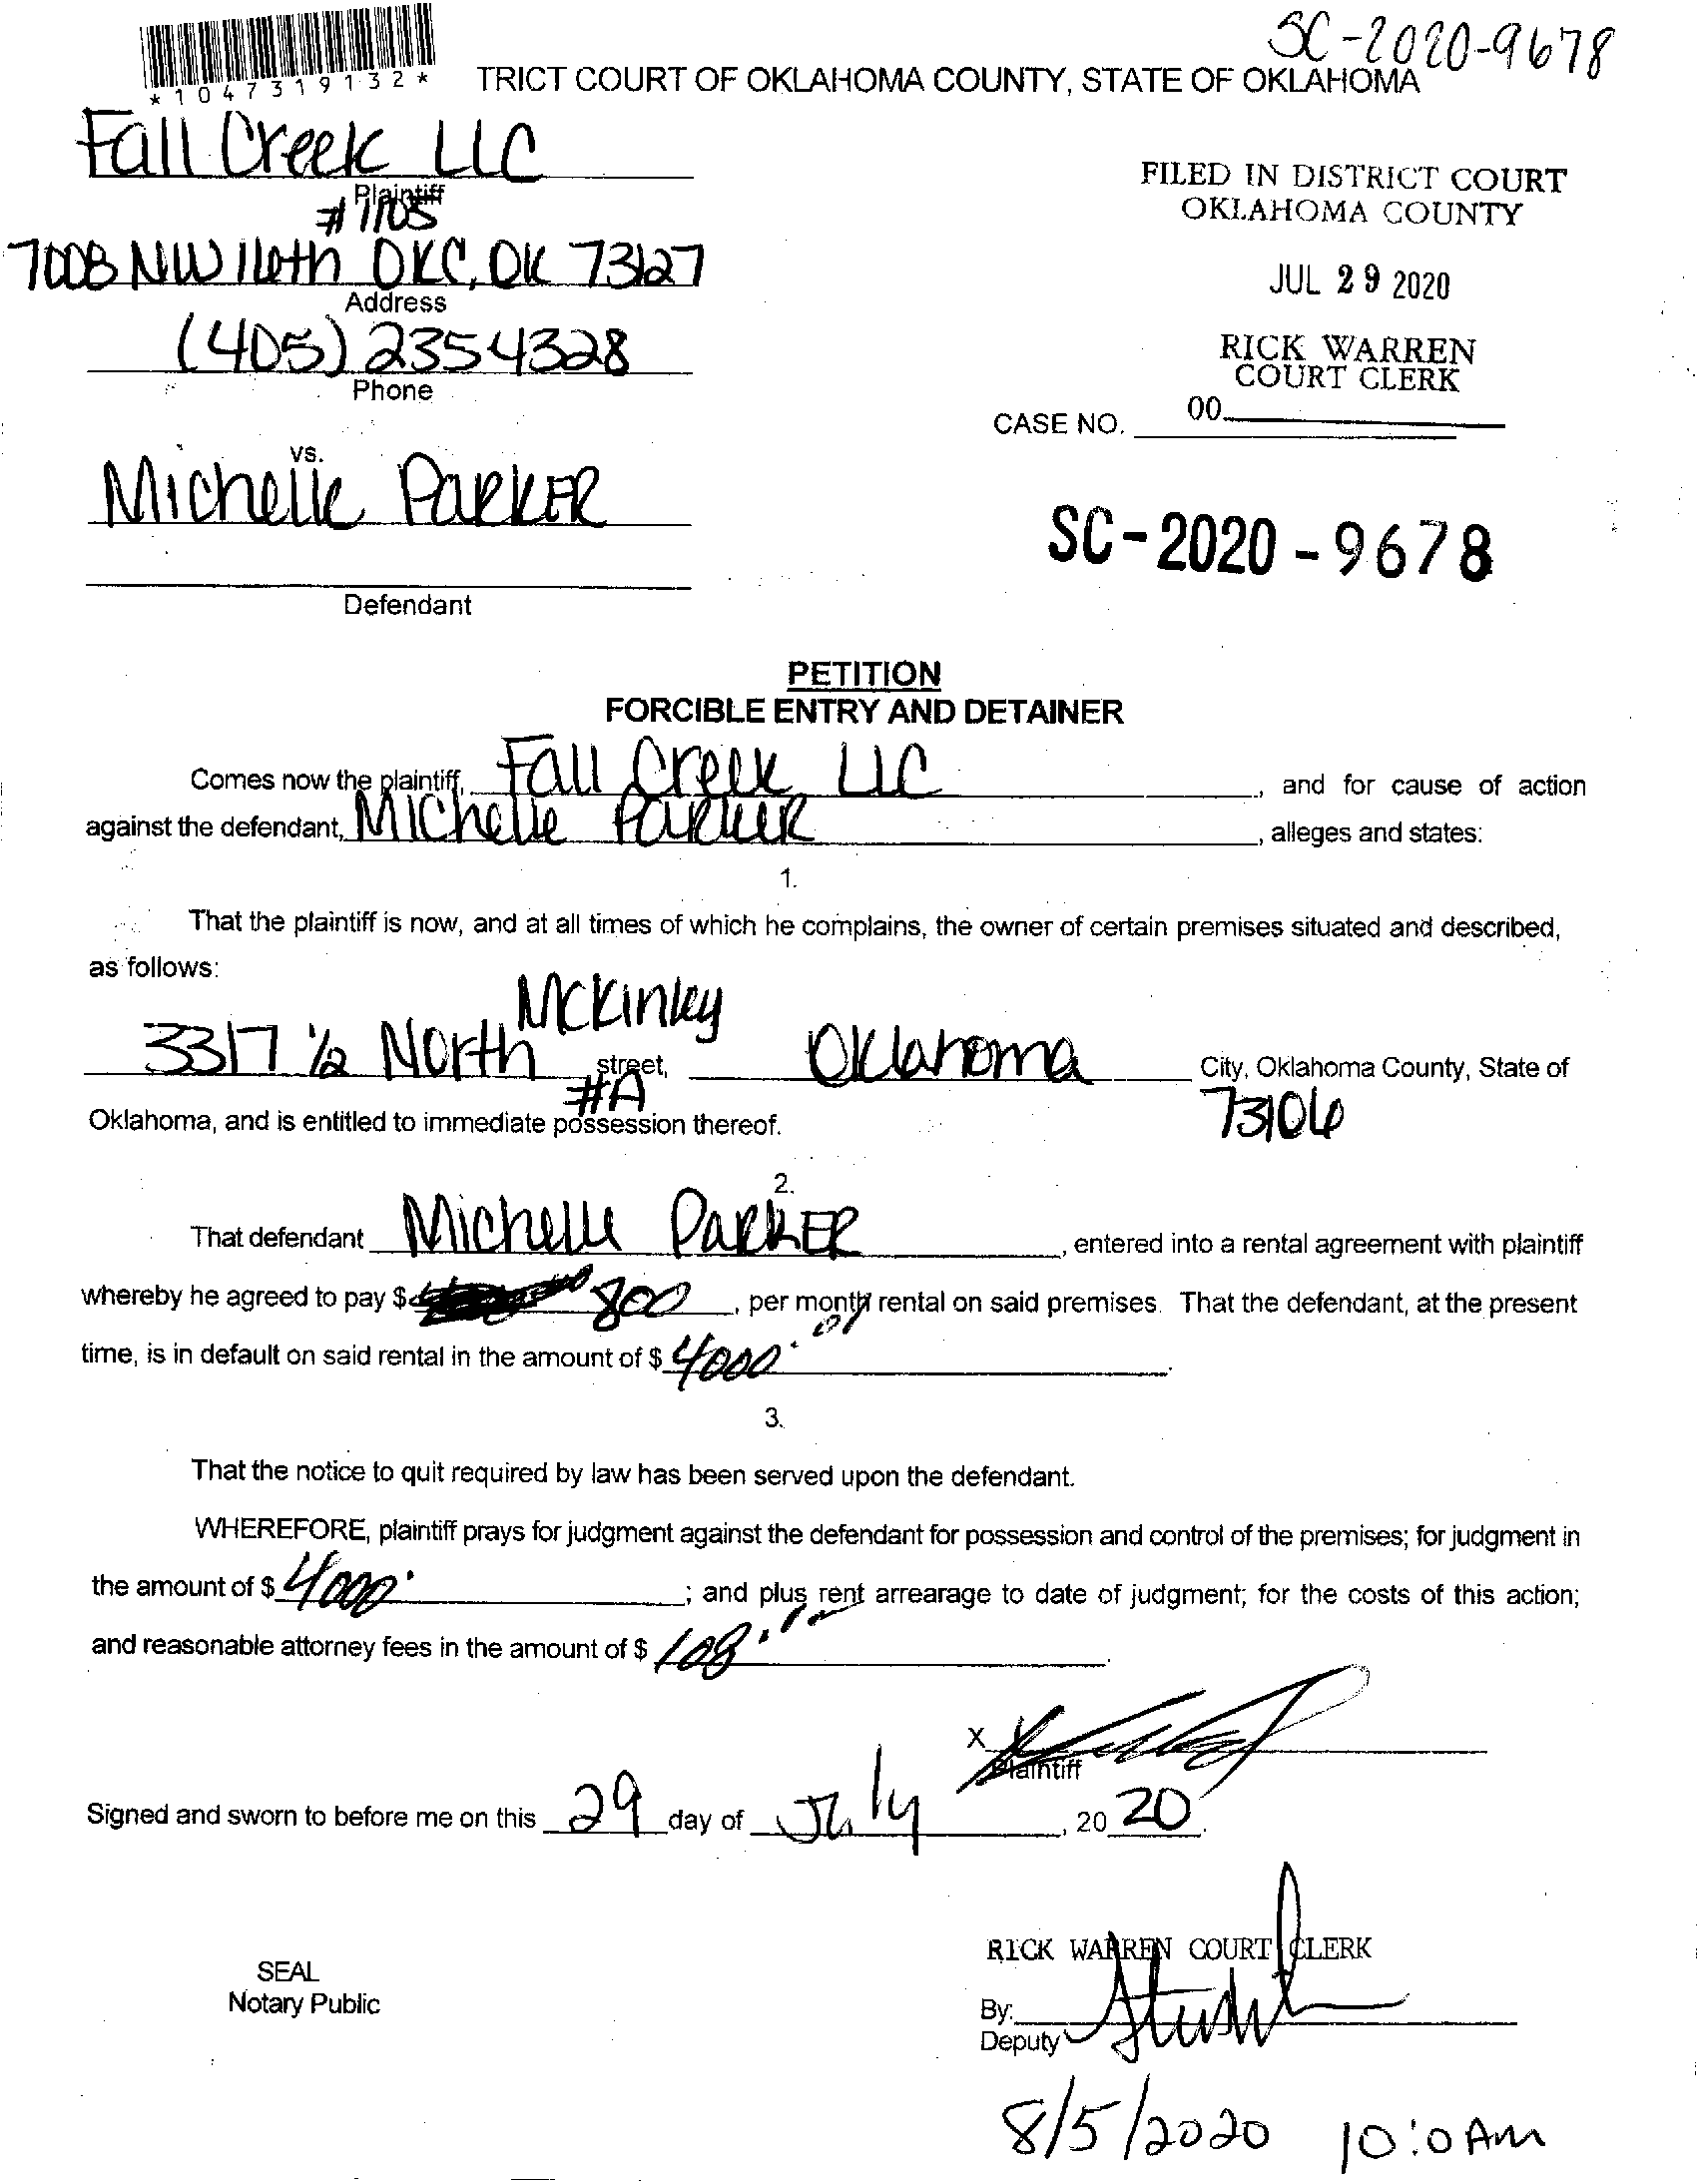 SC-2020-9678
*1047319132*
TRICT COURT OF OKLAHOMA COUNTY, STATE OF OKLAHOMA
Fall Creek LLC
Plaintiff
#1105
7008 NW 16th OKC, OK 73127
Address
(405) 235 4328
Phone
FILED IN DISTRICT COURT
OKLAHOMA COUNTY
JUL 29 2020
RICK WARREN
COURT CLERK
CASE NO. 00
vs.
Michelle Parker
SC-2020-9678
Defendant
PETITION
FORCIBLE ENTRY AND DETAINER
Comes now the plaintiff, Fall Creek LLC, and for cause of action
against the defendant, Michelle Parker, alleges and states:
1.
That the plaintiff is now, and at all times of which he complains, the owner of certain premises situated and described,
as follows:
3317 ½ North McKinley street, Oklahoma City, Oklahoma County, State of
#A 73106
Oklahoma, and is entitled to immediate possession thereof.
2.
That defendant Michelle Parker, entered into a rental agreement with plaintiff
whereby he agreed to pay $ 800, per month rental on said premises. That the defendant, at the present
time, is in default on said rental in the amount of $ 4000.
3.
That the notice to quit required by law has been served upon the defendant.
WHEREFORE, plaintiff prays for judgment against the defendant for possession and control of the premises; for judgment in
the amount of $ 4000. ; and plus rent arrearage to date of judgment; for the costs of this action;
and reasonable attorney fees in the amount of $ 108.
X
Plaintiff
Signed and sworn to before me on this 29 day of July, 20 20.
RICK WARREN COURT CLERK
SEAL
Notary Public
By:
Deputy
8/5/2020 10:0 AM